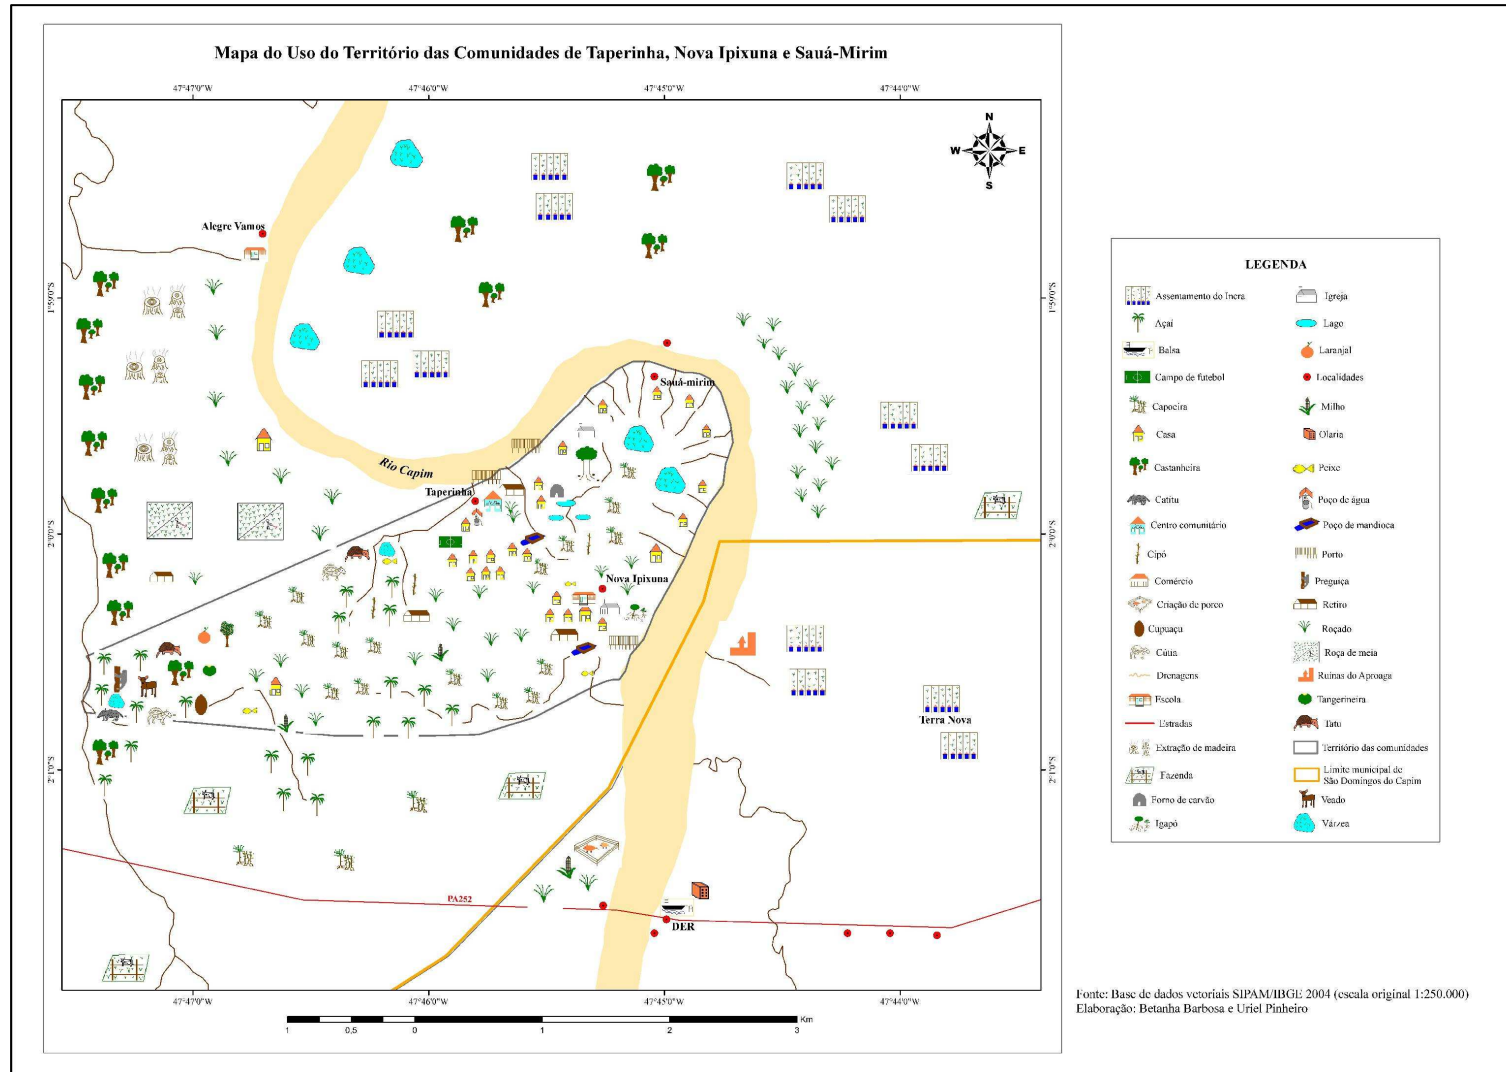 Mapa do Uso do Território das Comunidades de Taperinha, Nova Ipixuna e Sauá-Mirim
47°47'0"W
47°46'0"W
47°45'0"W
47°44'0"W
N
W
E
S
Alegre Vamos
1°59'0"S
1°59'0"S
Sauá-mirim
Rio Capim
Taperinha
2°0'0"S
2°0'0"S
Nova Ipixuna
Terra Nova
2°1'0"S
2°1'0"S
PA252
DER
47°47'0"W
47°46'0"W
47°45'0"W
47°44'0"W
1
0,5
0
1
2
3
Km
LEGENDA
Assentamento do Incra
Açaí
Balsa
Campo de futebol
Capoeira
Casa
Castanheira
Catitu
Centro comunitário
Cipó
Comércio
Criação de porco
Cupuaçu
Cútia
Drenagens
Escola
Estradas
Extração de madeira
Fazenda
Forno de carvão
Igapó
Igreja
Lago
Laranjal
Localidades
Milho
Olaria
Peixe
Poço de água
Poço de mandioca
Porto
Preguiça
Retiro
Roçado
Roça de meia
Ruínas do Aproaga
Tangerineira
Tatu
Território das comunidades
Limite municipal de
São Domingos do Capim
Veado
Várzea
Fonte: Base de dados vetoriais SIPAM/IBGE 2004 (escala original 1:250.000)
Elaboração: Betanha Barbosa e Uriel Pinheiro